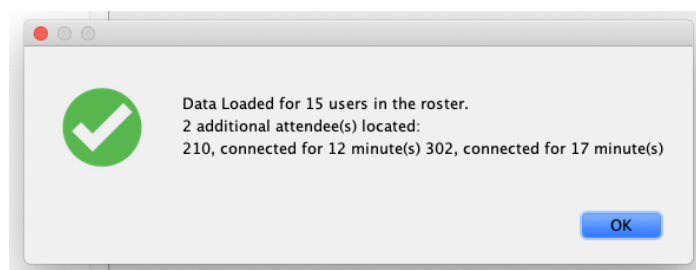 Data Loaded for 15 users in the roster.
2 additional attendee(s) located:
210, connected for 12 minute(s) 302, connected for 17 minute(s)
OK